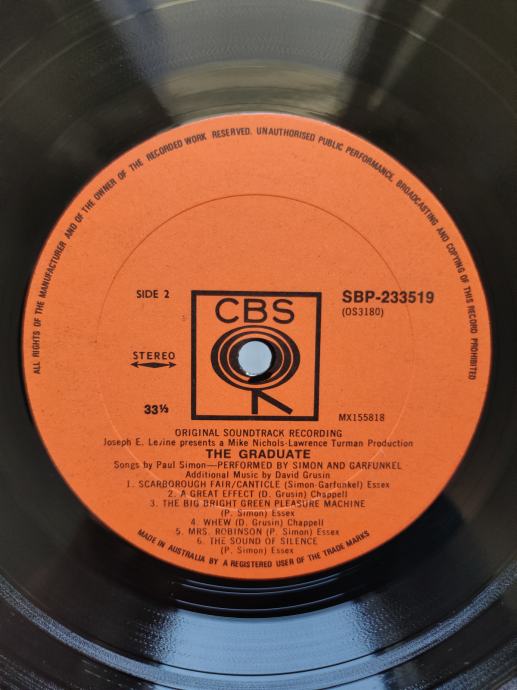 ALL RIGHTS OF THE MANUFACTURER AND OF THE OWNER OF THE RECORDED WORK RESERVED. UNAUTHORISED PUBLIC PERFORMANCE, BROADCASTING AND COPYING OF THIS RECORD PROHIBITED
SIDE 2
CBS
SBP-233519
(OS3180)
STEREO
33⅓
MX155818
ORIGINAL SOUNDTRACK RECORDING
Joseph E. Levine presents a Mike Nichols-Lawrence Turman Production
THE GRADUATE
Songs by Paul Simon—PERFORMED BY SIMON AND GARFUNKEL
Additional Music by David Grusin
1. SCARBOROUGH FAIR/CANTICLE (Simon-Garfunkel) Essex
2. A GREAT EFFECT (D. Grusin) Chappell
3. THE BIG BRIGHT GREEN PLEASURE MACHINE
(P. Simon) Essex
4. WHEW (D. Grusin) Chappell
5. MRS. ROBINSON (P. Simon) Essex
6. THE SOUND OF SILENCE
(P. Simon) Essex
MADE IN AUSTRALIA BY A REGISTERED USER OF THE TRADE MARKS